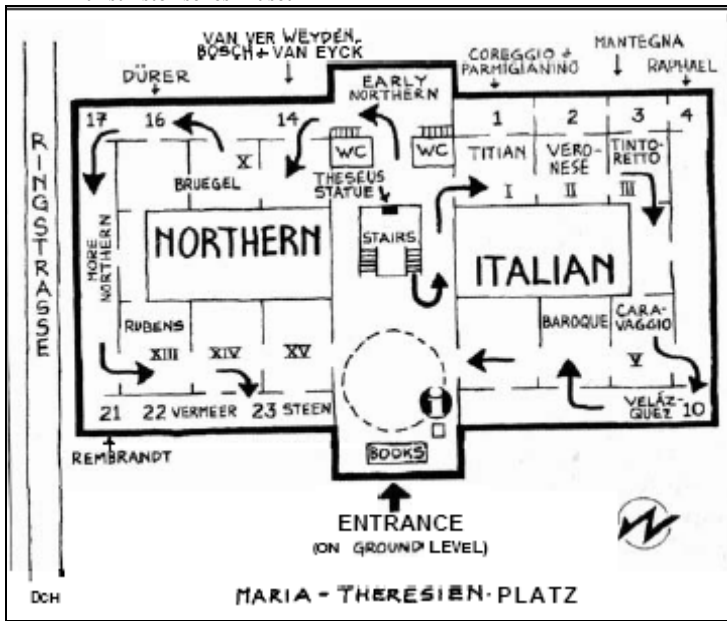 VAN VER WEYDEN,
BOSCH + VAN EYCK
DÜRER
COREGGIO +
PARMIGIANINO
MANTEGNA
RAPHAEL
EARLY
NORTHERN
17
16
14
1
2
3
4
WC
WC
X
BRUEGEL
THESEUS
STATUE
TITIAN
I
VERO-
NESE
II
TINTO-
RETTO
III
RINGSTRASSE
MORE
NORTHERN
NORTHERN
STAIRS
ITALIAN
RUBENS
XIII
XIV
XV
BAROQUE
CARA-
VAGGIO
V
21
22 VERMEER
23 STEEN
i
VELÁZ-
QUEZ
10
REMBRANDT
BOOKS
ENTRANCE
(ON GROUND LEVEL)
N
DCH
MARIA-THERESIEN-PLATZ